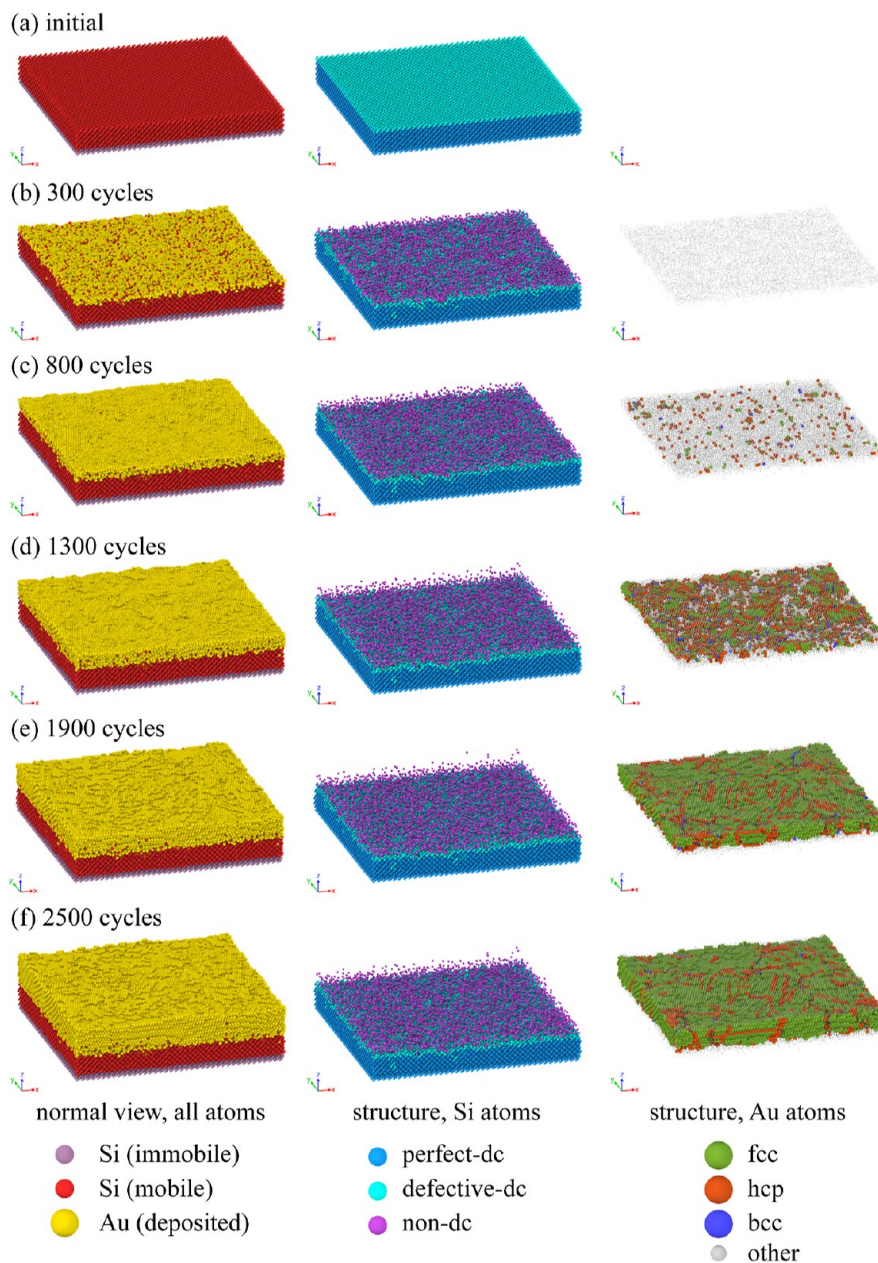 (a) initial
(b) 300 cycles
(c) 800 cycles
(d) 1300 cycles
(e) 1900 cycles
(f) 2500 cycles
normal view, all atoms
structure, Si atoms
structure, Au atoms
Si (immobile)
perfect-dc
fcc
Si (mobile)
defective-dc
hcp
Au (deposited)
non-dc
bcc
other